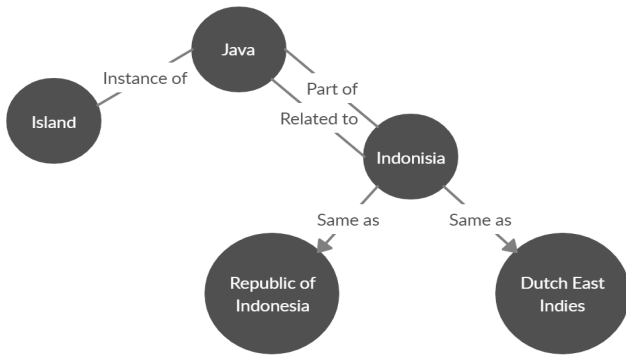 Java
Instance of
Part of
Island
Related to
Indonisia
Same as
Same as
Republic of
Indonesia
Dutch East
Indies